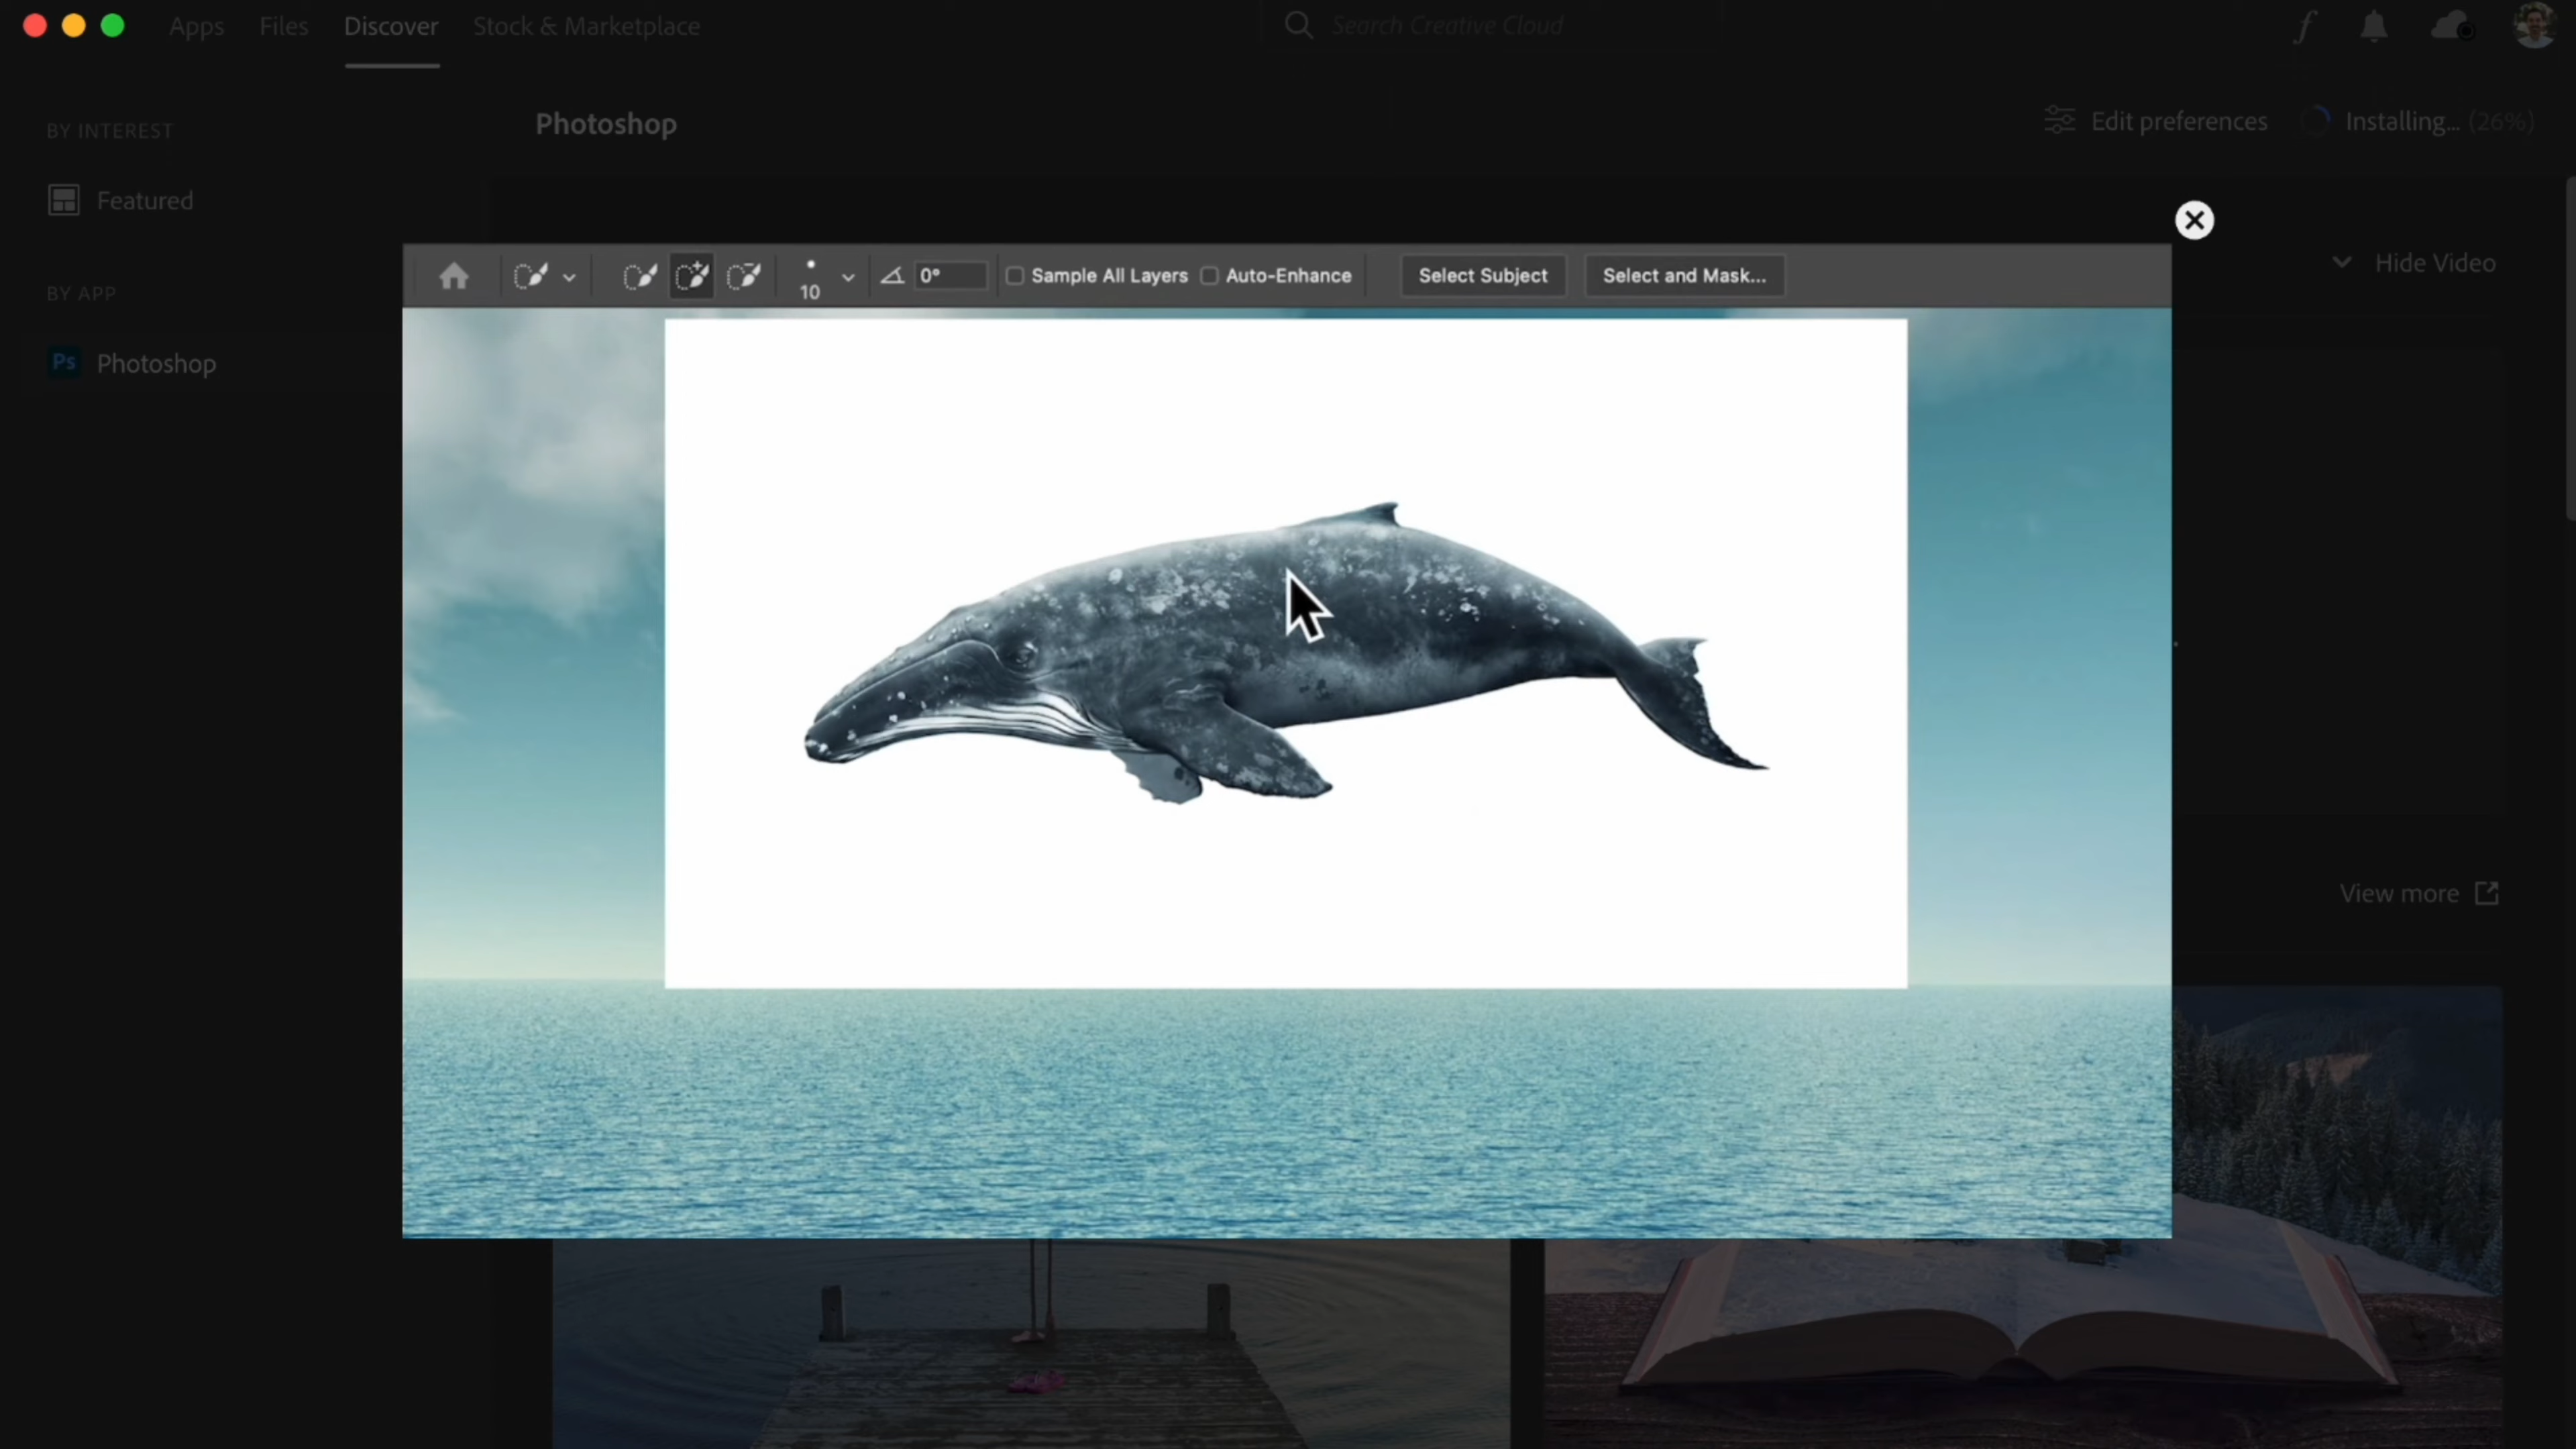 Apps Files Discover Stock & Marketplace Search Creative Cloud
BY INTEREST
Photoshop Edit preferences Installing... (26%)
Featured
Hide Video
BY APP
10 0° Sample All Layers Auto-Enhance Select Subject Select and Mask...
Ps Photoshop
View more